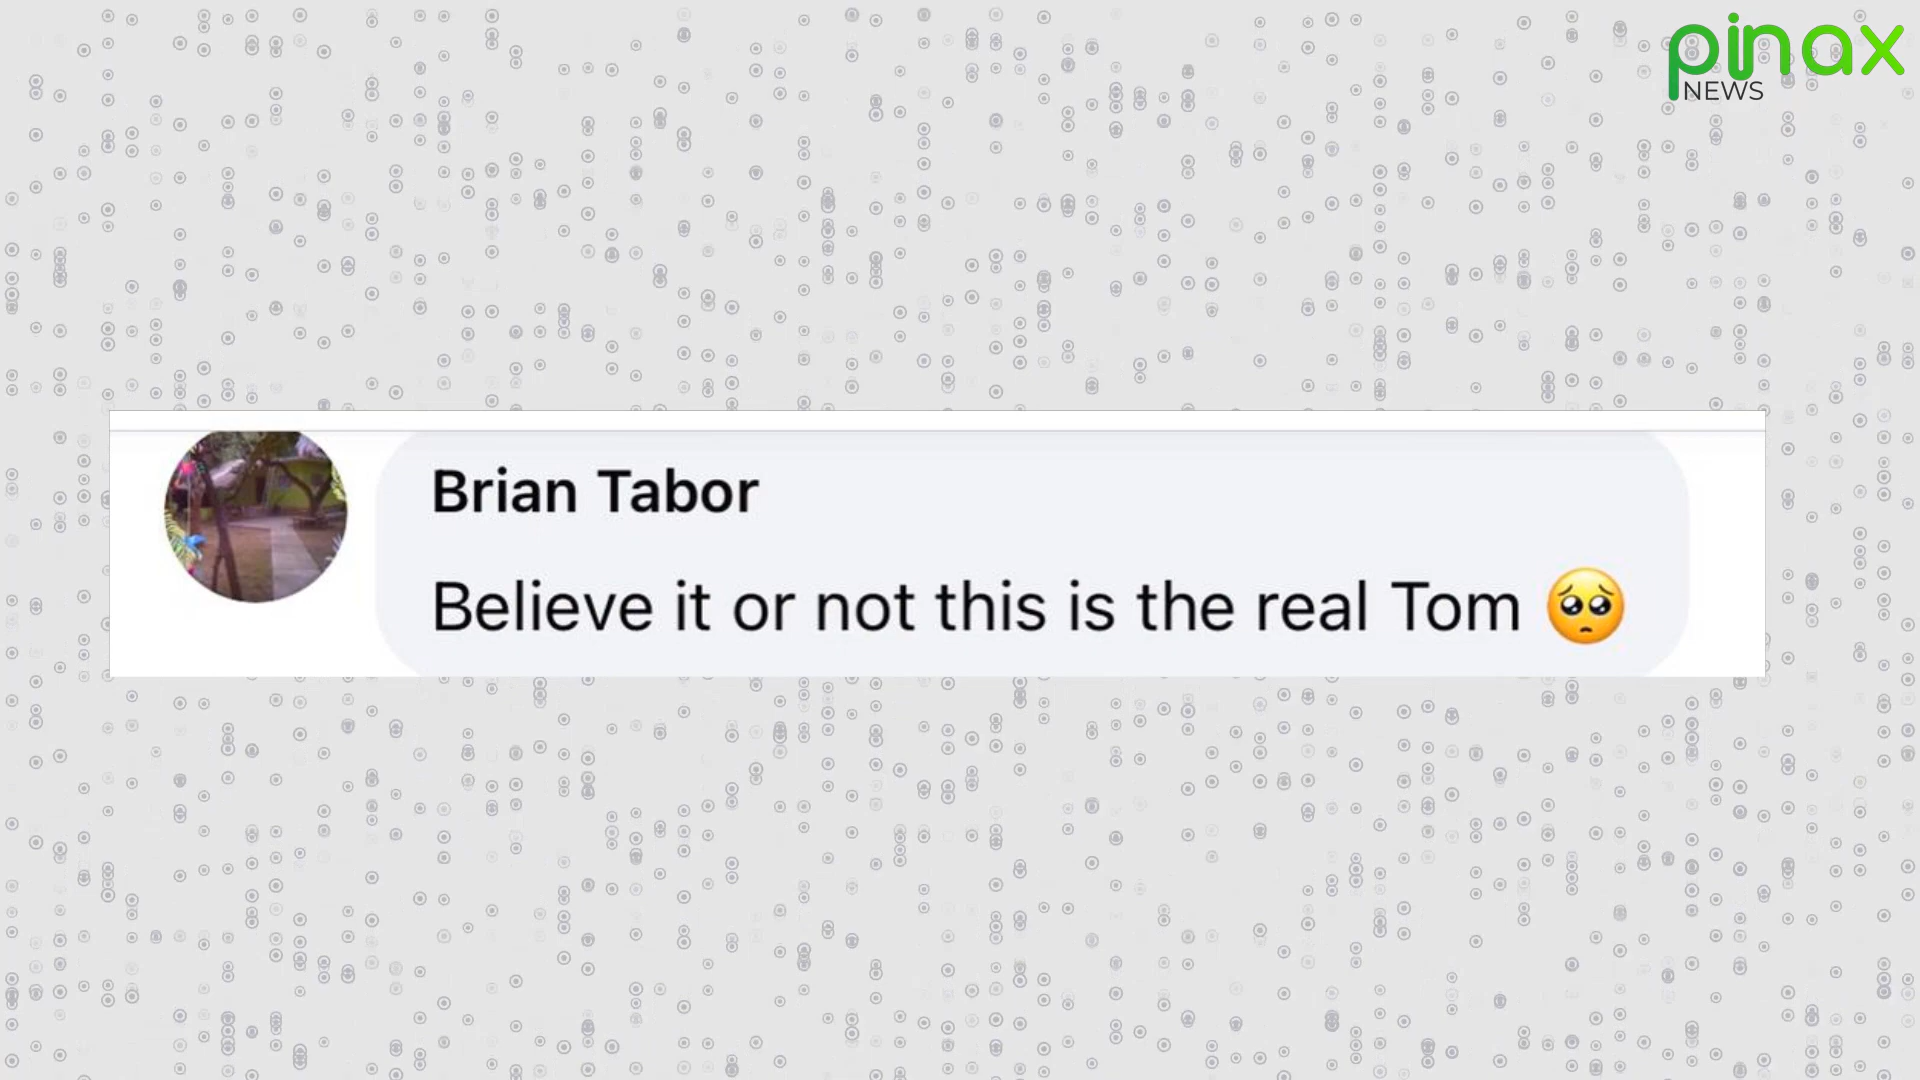 pinax
NEWS
Brian Tabor
Believe it or not this is the real Tom 🥺